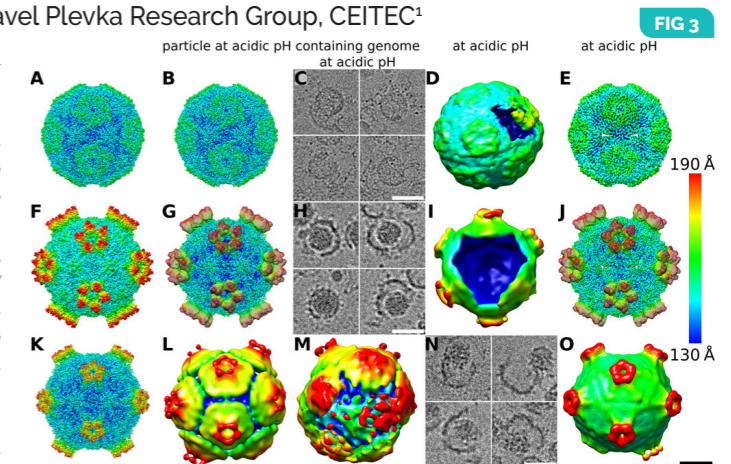 avel Plevka Research Group, CEITEC¹
FIG 3
particle at acidic pH containing genome at acidic pH at acidic pH
at acidic pH
A B C D E
190 Å
F G H I J
K L M N O
130 Å